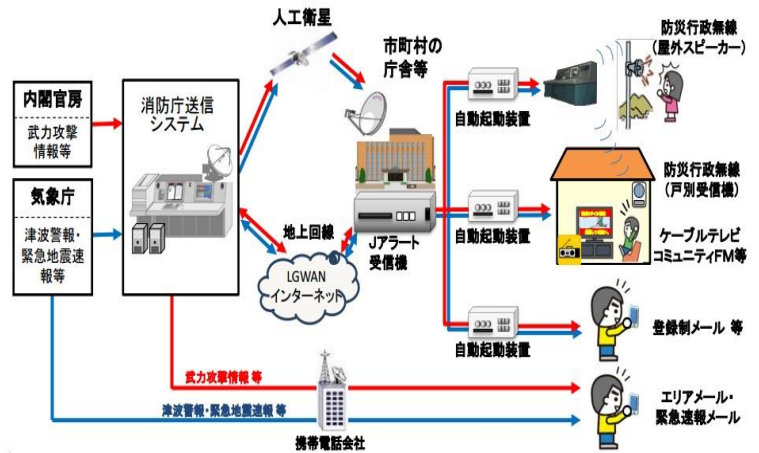 人工衛星
市町村の
庁舎等
防災行政無線
(屋外スピーカー)
内閣官房
武力攻撃
情報等
消防庁送信
システム
自動起動装置
気象庁
津波警報・
緊急地震速
報等
防災行政無線
(戸別受信機)
地上回線
Jアラート
受信機
自動起動装置
ケーブルテレビ
コミュニティFM等
LGWAN
インターネット
自動起動装置
登録制メール 等
武力攻撃情報 等
津波警報・緊急地震速報 等
携帯電話会社
エリアメール・
緊急速報メール